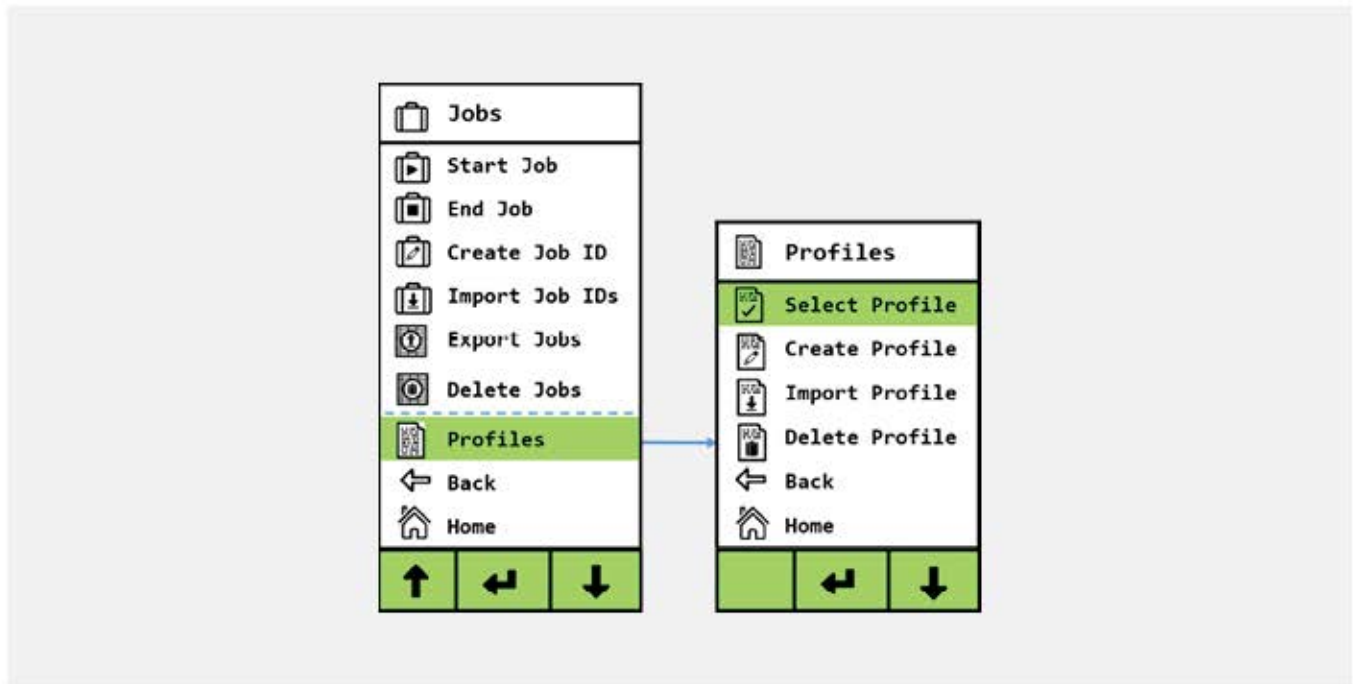 Jobs
Start Job
End Job
Create Job ID
Import Job IDs
Export Jobs
Delete Jobs
Profiles
Back
Home
Profiles
Select Profile
Create Profile
Import Profile
Delete Profile
Back
Home